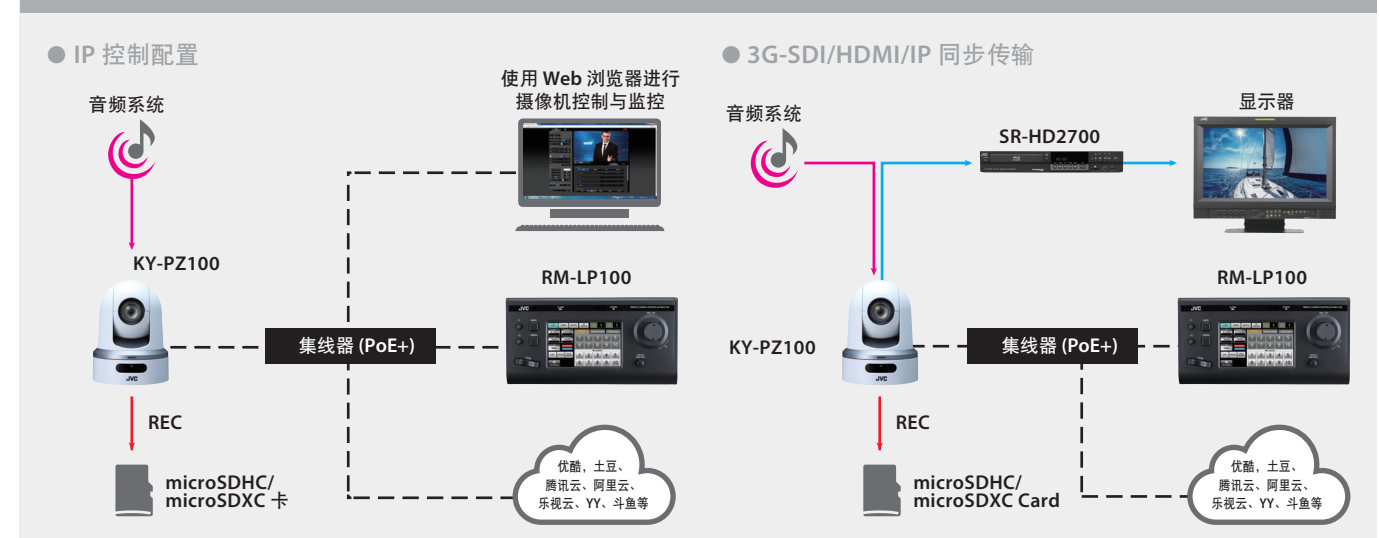 ● IP 控制配置
音频系统
使用 Web 浏览器进行
摄像机控制与监控
KY-PZ100
JVC
集线器 (PoE+)
RM-LP100
JVC
REC
microSDHC/
microSDXC 卡
优酷，土豆、
腾讯云、阿里云、
乐视云、YY、斗鱼等
● 3G-SDI/HDMI/IP 同步传输
音频系统
SR-HD2700
显示器
JVC
KY-PZ100
JVC
集线器 (PoE+)
RM-LP100
JVC
REC
microSDHC/
microSDXC Card
优酷，土豆、
腾讯云、阿里云、
乐视云、YY、斗鱼等